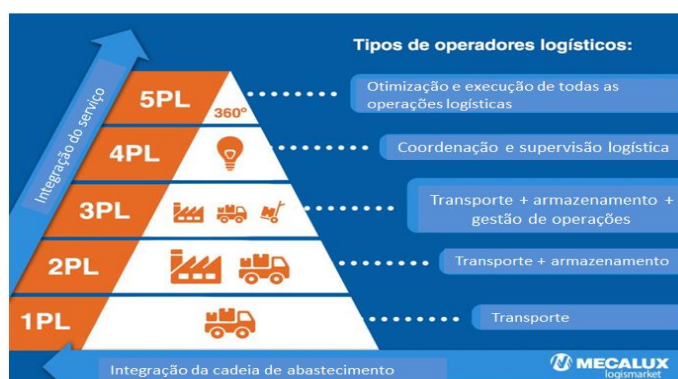 Tipos de operadores logísticos:
Integração do serviço
5PL
360º
Otimização e execução de todas as
operações logísticas
4PL
Coordenação e supervisão logística
3PL
Transporte + armazenamento +
gestão de operações
2PL
Transporte + armazenamento
1PL
Transporte
Integração da cadeia de abastecimento
MECALUX
logismarket